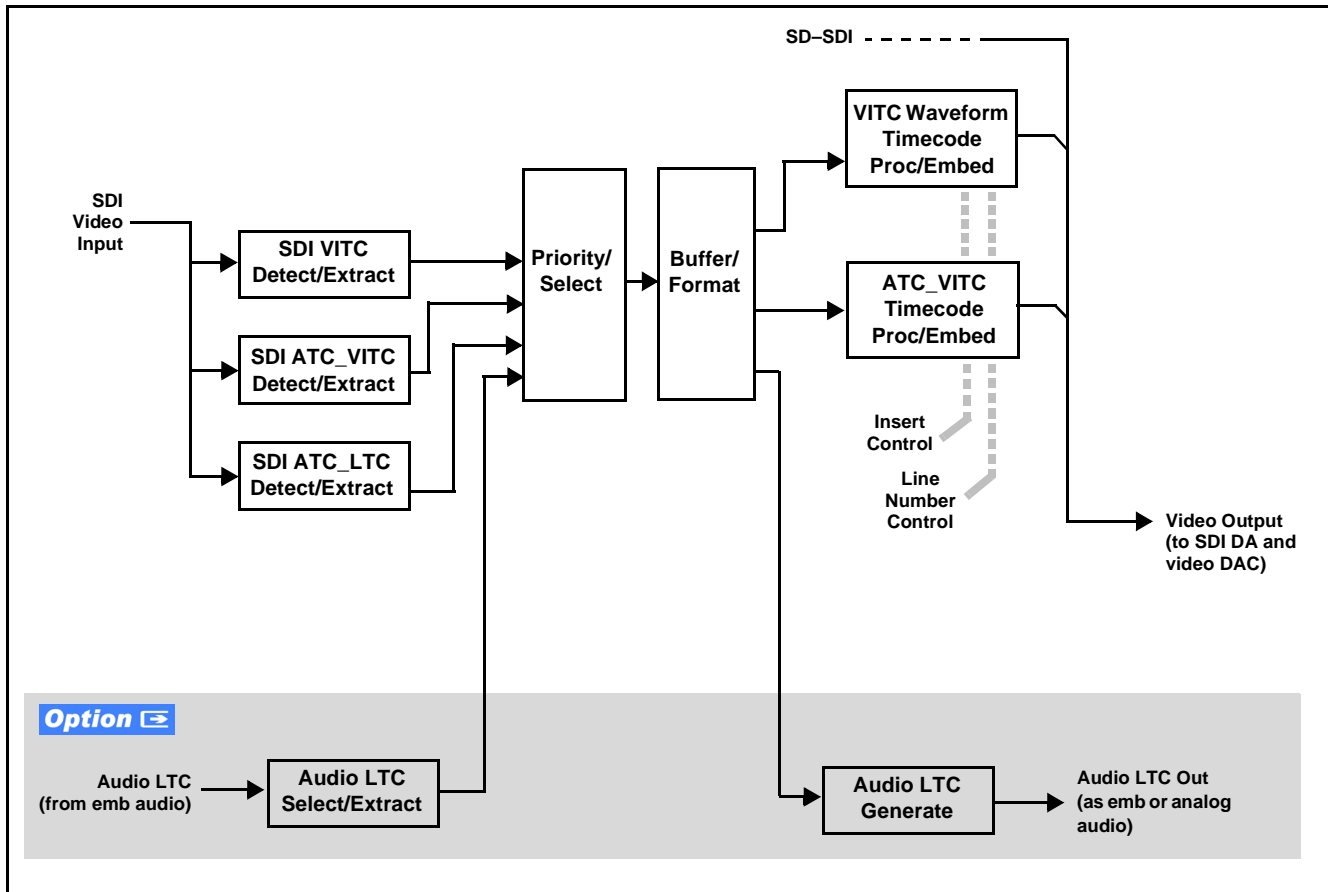 SD–SDI
VITC Waveform
Timecode
Proc/Embed
SDI
Video
Input
SDI VITC
Detect/Extract
Priority/
Select
Buffer/
Format
ATC_VITC
Timecode
Proc/Embed
SDI ATC_VITC
Detect/Extract
SDI ATC_LTC
Detect/Extract
Insert
Control
Line
Number
Control
Video Output
(to SDI DA and
video DAC)
Option
Audio LTC
(from emb audio)
Audio LTC
Select/Extract
Audio LTC
Generate
Audio LTC Out
(as emb or analog
audio)